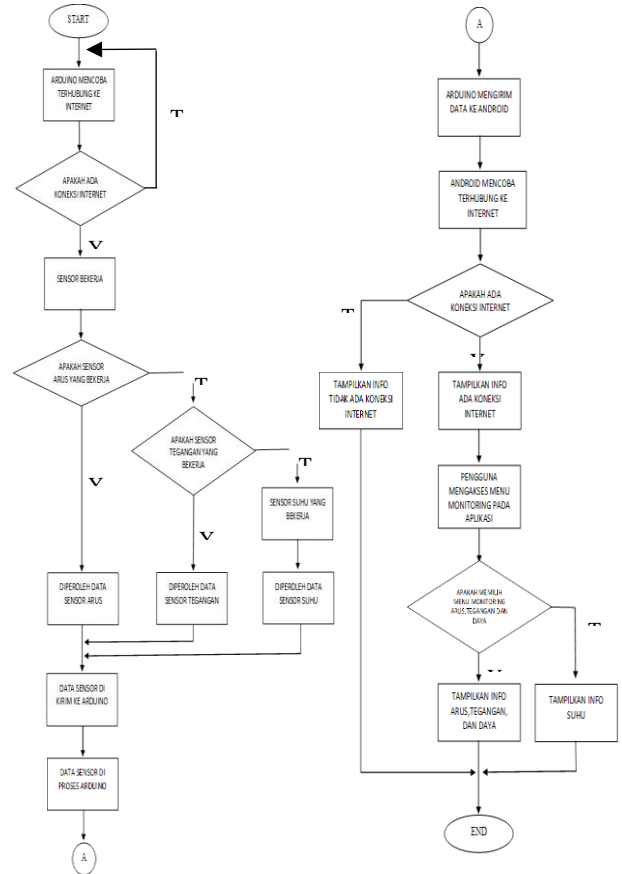 START
ARDUINO MENCOBA
TERHUBUNG KE
INTERNET
T
APAKAH ADA
KONEKSI INTERNET
V
SENSOR BEKERJA
APAKAH SENSOR
ARUS YANG BEKERJA
T
APAKAH SENSOR
TEGANGAN YANG
BEKERJA
T
SENSOR SUHU YANG
BEKERJA
V
V
DIPEROLEH DATA
SENSOR ARUS
DIPEROLEH DATA
SENSOR TEGANGAN
DIPEROLEH DATA
SENSOR SUHU
DATA SENSOR DI
KIRIM KE ARDUINO
DATA SENSOR DI
PROSES ARDUINO
A
A
ARDUINO MENGIRIM
DATA KE ANDROID
ANDROID MENCOBA
TERHUBUNG KE
INTERNET
APAKAH ADA
KONEKSI INTERNET
T
V
TAMPILKAN INFO
TIDAK ADA KONEKSI
INTERNET
TAMPILKAN INFO
ADA KONEKSI
INTERNET
PENGGUNA
MENGAKSES MENU
MONITORING PADA
APLIKASI
APAKAH MEMILIH
MENU MONITORING
ARUS,TEGANGAN DAN
DAYA
T
V
TAMPILKAN INFO
ARUS,TEGANGAN,
DAN DAYA
TAMPILKAN INFO
SUHU
END